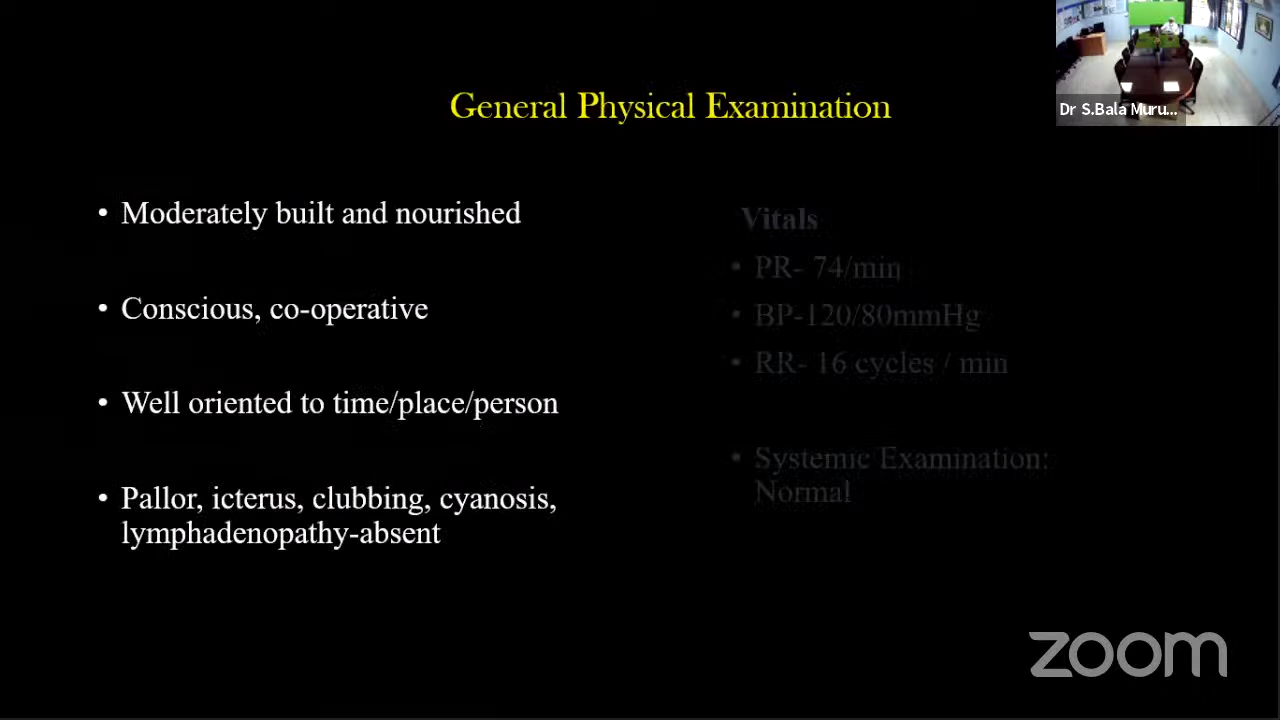 General Physical Examination
• Moderately built and nourished
• Conscious, co-operative
• Well oriented to time/place/person
• Pallor, icterus, clubbing, cyanosis,
lymphadenopathy-absent
Vitals
• PR- 74/min
• BP-120/80mmHg
• RR- 16 cycles / min
• Systemic Examination:
Normal
Dr S.Bala Muru...
zoom